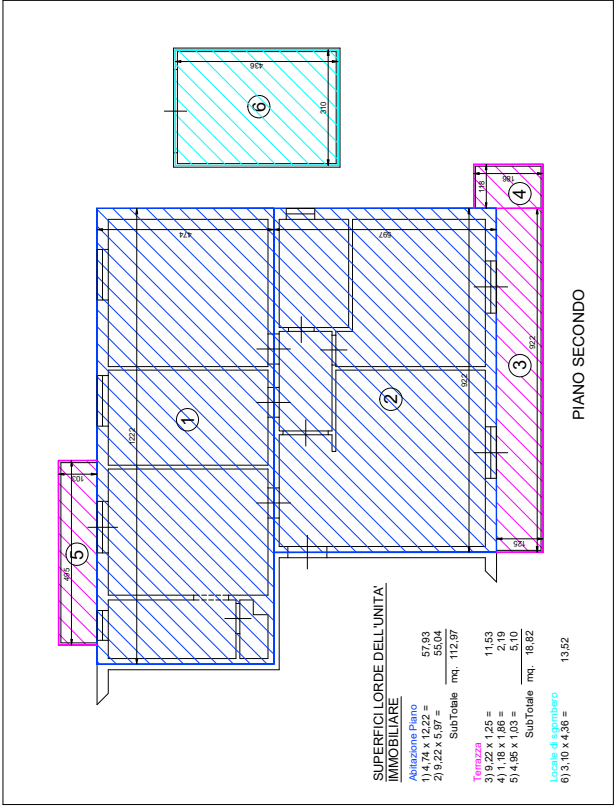 436
310
6
474
1222
1
103
5
495
597
922
2
118
186
4
922
3
125
PIANO SECONDO
SUPERFICI LORDE DELL'UNITA'
IMMOBILIARE
Abitazione Piano
1) 4,74 x 12,22 = 57,93
2) 9,22 x 5,97 = 55,04
SubTotale mq. 112,97
Terrazza
3) 9,22 x 1,25 = 11,53
4) 1,18 x 1,86 = 2,19
5) 4,95 x 1,03 = 5,10
SubTotale mq. 18,82
Locale di sgombero
6) 3,10 x 4,36 = 13,52